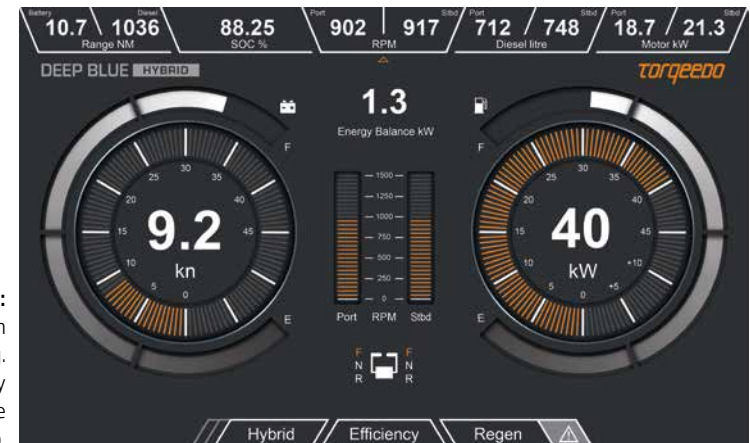 Battery Diesel Port Stbd Port Stbd Port Stbd
10.7 / 1036 88.25 902 917 712 / 748 18.7 / 21.3
Range NM SOC % RPM Diesel litre Motor kW
DEEP BLUE HYBRID
torqeedo
1.3
Energy Balance kW
F
30
25 35
20 40
15 45
10
5 0
9.2
kn
E
1500
1250
1000
750
500
250
0
Port RPM Stbd
F F
N N
R R
F
30
25 35
20 40
15 45
10 +10
5 0 +5
40
kW
E
Hybrid Efficiency Regen
:
n
.
y
e